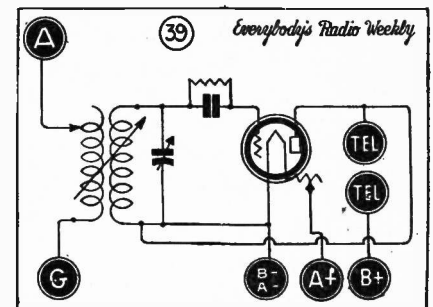 A
39
Everybody's Radio Weekly
TEL
TEL
G
B-
A-
A+
B+